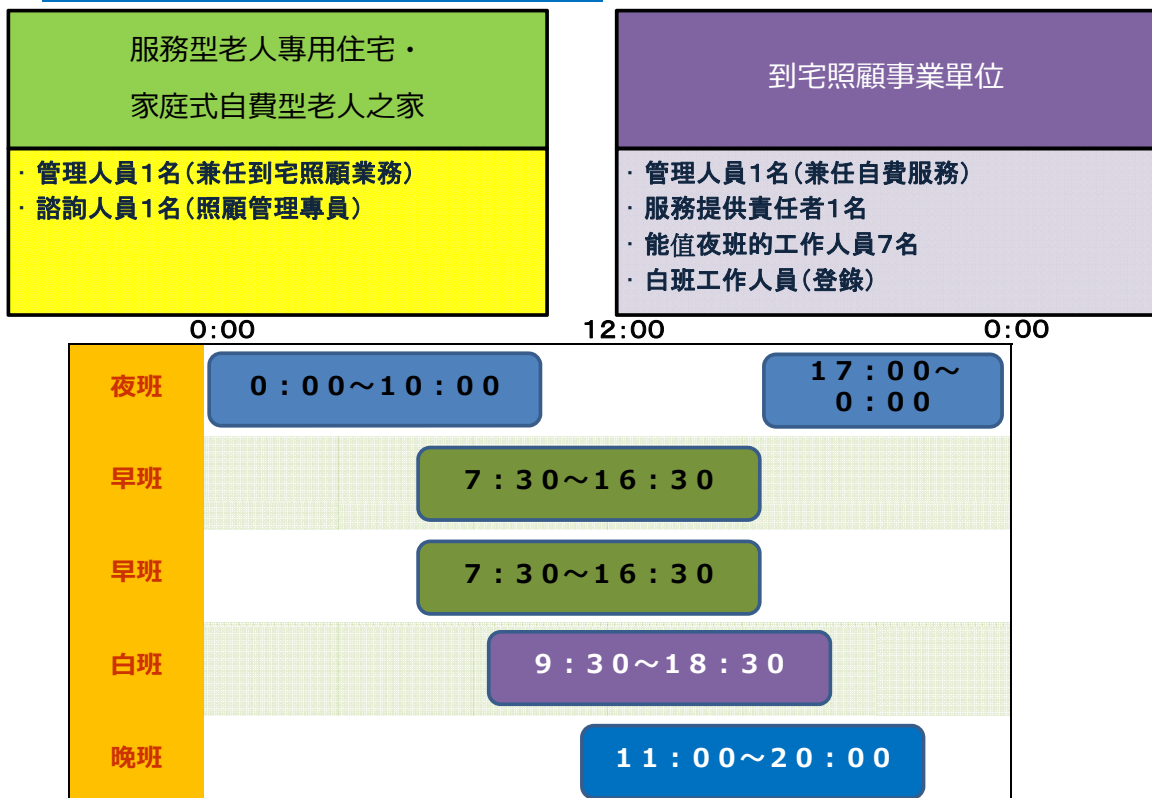 服務型老人專用住宅・
家庭式自費型老人之家
・管理人員1名(兼任到宅照顧業務)
・諮詢人員1名(照顧管理專員)
到宅照顧事業單位
・管理人員1名(兼任自費服務)
・服務提供責任者1名
・能值夜班的工作人員7名
・白班工作人員(登錄)
0:00 12:00 0:00
夜班 0:00～10:00 17:00～
0:00
早班 7:30～16:30
早班 7:30～16:30
白班 9:30～18:30
晚班 11:00～20:00